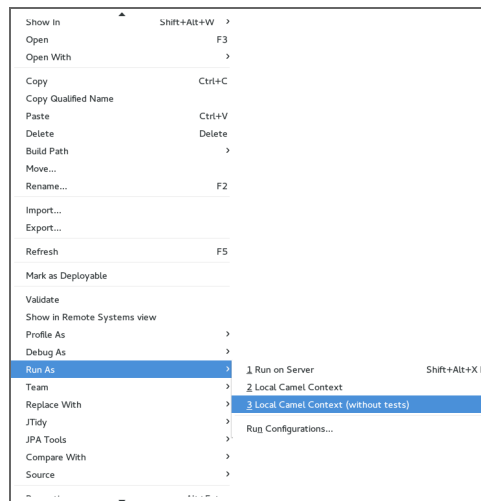 Show In Shift+Alt+W >
Open F3
Open With >
Copy Ctrl+C
Copy Qualified Name
Paste Ctrl+V
Delete Delete
Build Path >
Move...
Rename... F2
Import...
Export...
Refresh F5
Mark as Deployable
Validate
Show in Remote Systems view
Profile As >
Debug As >
Run As > 1 Run on Server Shift+Alt+X
Team > 2 Local Camel Context
Replace With > 3 Local Camel Context (without tests)
JTidy > Run Configurations...
JPA Tools >
Compare With >
Source >